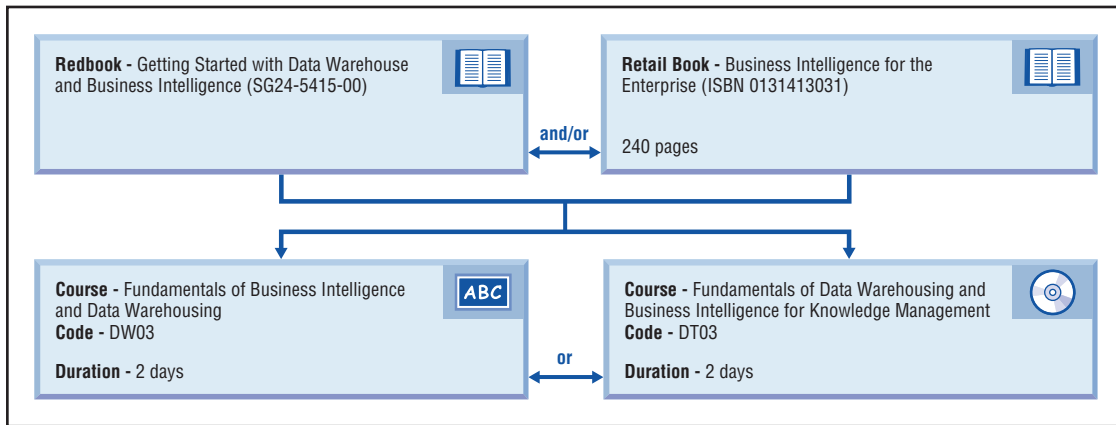 Redbook - Getting Started with Data Warehouse
and Business Intelligence (SG24-5415-00)
and/or
Retail Book - Business Intelligence for the
Enterprise (ISBN 0131413031)
240 pages
Course - Fundamentals of Business Intelligence
and Data Warehousing
Code - DW03
Duration - 2 days
ABC
or
Course - Fundamentals of Data Warehousing and
Business Intelligence for Knowledge Management
Code - DT03
Duration - 2 days